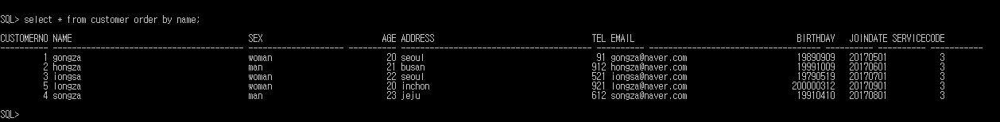 SQL> select * from customer order by name;
CUSTOMERNO NAME SEX AGE ADDRESS TEL EMAIL BIRTHDAY JOINDATE SERVICECODE
---------- ---------------------------------------- -------------------- ---------- ---------------------------------------- ---------- ---------------------------------------- ---------- ---------- -----------
1 gongza woman 20 seoul 91 gongza@naver.com 19890909 20170501 3
2 hongza man 21 busan 912 hongza@naver.com 19991009 20170601 3
3 iongsa woman 22 seoul 521 iongsa@naver.com 19790519 20170701 3
5 longza woman 20 inchon 921 longza@naver.com 200000312 20170901 3
4 songza man 23 jeju 612 songza@naver.com 19910410 20170801 3
SQL>